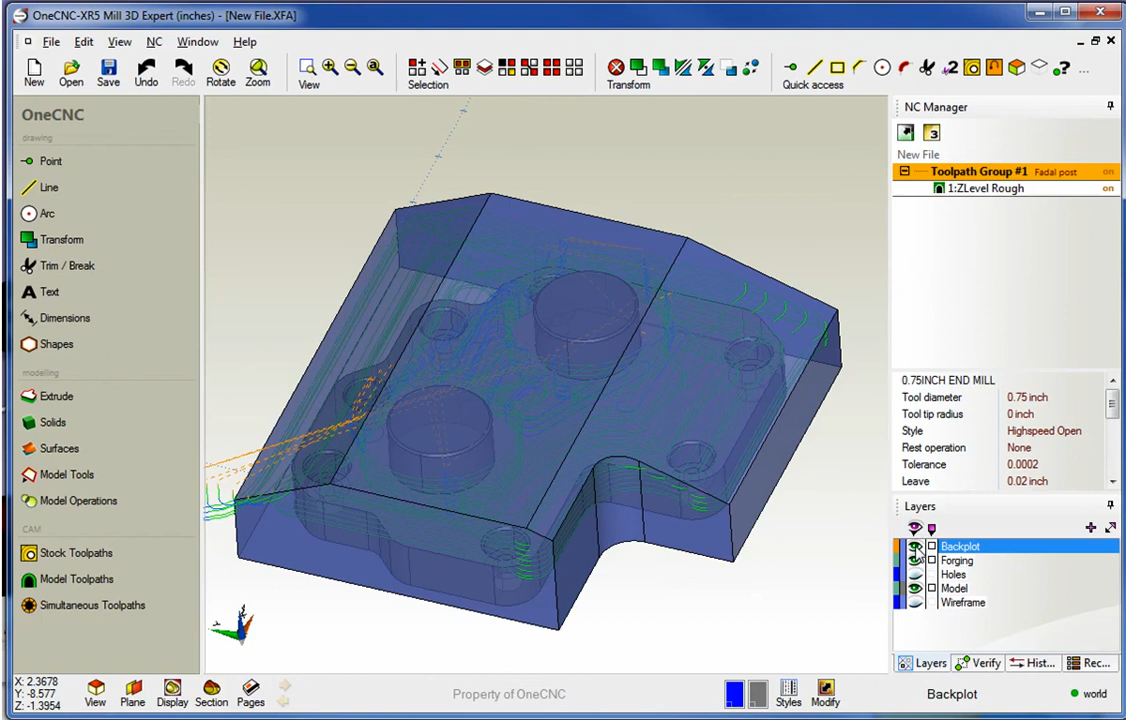 OneCNC-XR5 Mill 3D Expert (inches) - [New File.XFA]
File Edit View NC Window Help
New Open Save Undo Redo Rotate Zoom View Selection Transform Quick access
OneCNC
drawing
Point
Line
Arc
Transform
Trim / Break
Text
Dimensions
Shapes
modelling
Extrude
Solids
Surfaces
Model Tools
Model Operations
CAM
Stock Toolpaths
Model Toolpaths
Simultaneous Toolpaths
NC Manager
New File
Toolpath Group #1 Fadal post on
1:ZLevel Rough on
0.75INCH END MILL
Tool diameter 0.75 inch
Tool tip radius 0 inch
Style Highspeed Open
Rest operation None
Tolerance 0.0002
Leave 0.02 inch
Layers
Backplot
Forging
Holes
Model
Wireframe
Layers Verify Hist... Rec...
X: 2.3678
Y: -8.577
Z: -1.3954
View Plane Display Section Pages
Property of OneCNC
Styles Modify
Backplot
world